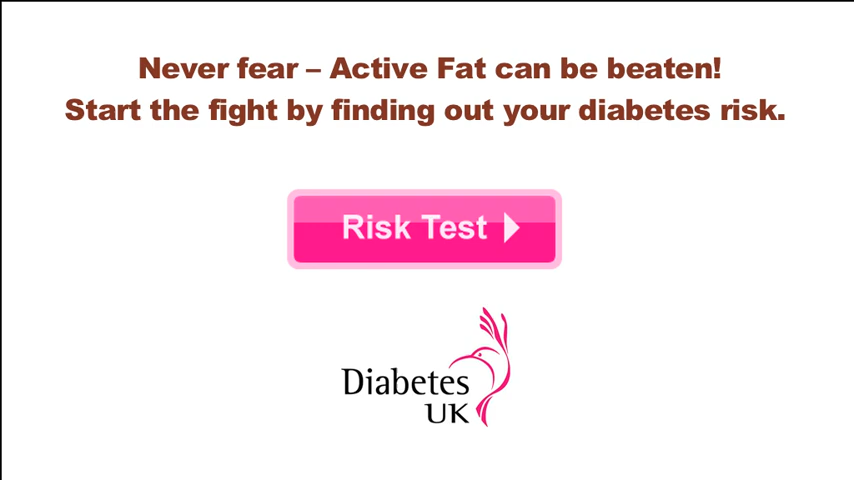 Never fear – Active Fat can be beaten!
Start the fight by finding out your diabetes risk.
Risk Test
Diabetes
UK